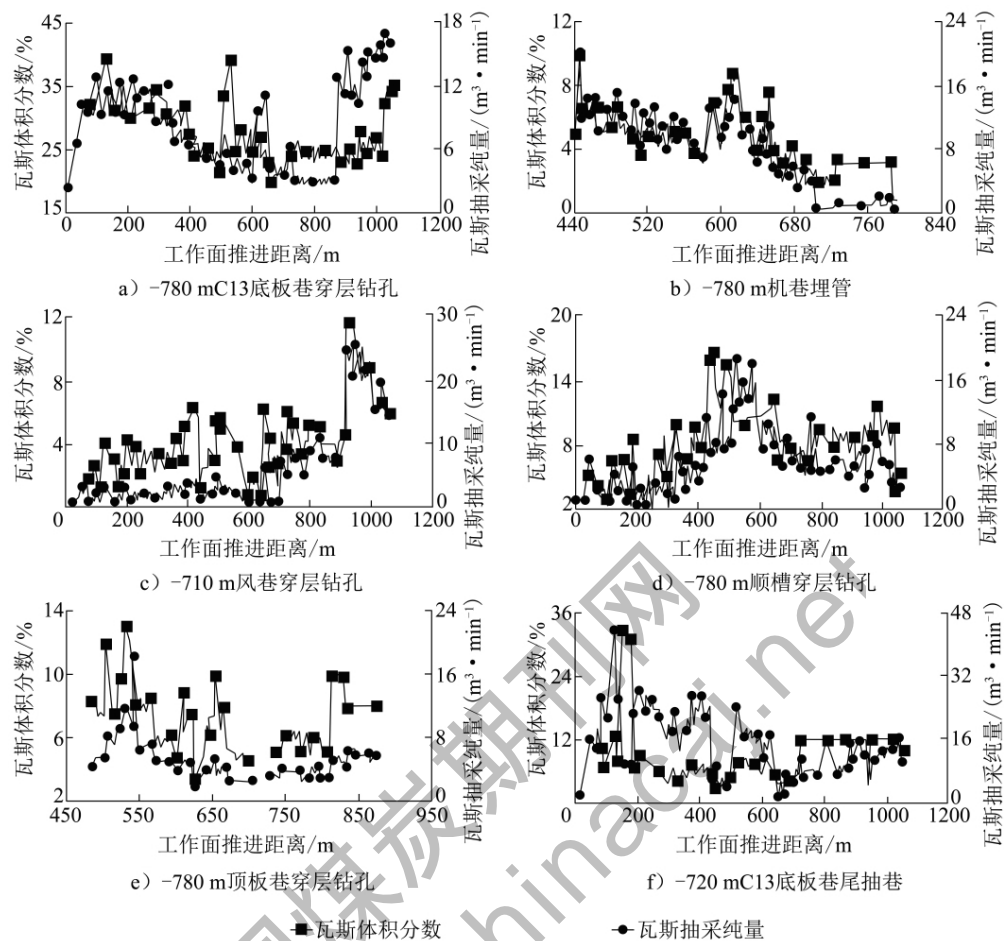 45
35
25
15
瓦斯体积分数/%
18
12
6
0
瓦斯抽采纯量/(m³·min⁻¹)
0 200 400 600 800 1000 1200
工作面推进距离/m
a）-780 mC13底板巷穿层钻孔
12
8
4
0
瓦斯体积分数/%
24
16
8
0
瓦斯抽采纯量/(m³·min⁻¹)
440 520 600 680 760 840
工作面推进距离/m
b）-780 m机巷埋管
12
8
4
0
瓦斯体积分数/%
30
20
10
0
瓦斯抽采纯量/(m³·min⁻¹)
0 200 400 600 800 1000 1200
工作面推进距离/m
c）-710 m风巷穿层钻孔
20
14
8
2
瓦斯体积分数/%
24
16
8
0
瓦斯抽采纯量/(m³·min⁻¹)
0 200 400 600 800 1000 1200
工作面推进距离/m
d）-780 m顺槽穿层钻孔
14
10
6
2
瓦斯体积分数/%
24
16
8
0
瓦斯抽采纯量/(m³·min⁻¹)
450 550 650 750 850 950
工作面推进距离/m
e）-780 m顶板巷穿层钻孔
36
24
12
0
瓦斯体积分数/%
48
32
16
0
瓦斯抽采纯量/(m³·min⁻¹)
0 200 400 600 800 1000 1200
工作面推进距离/m
f）-720 mC13底板巷尾抽巷
瓦斯体积分数 瓦斯抽采纯量
煤炭期刊网
chinacaj.net